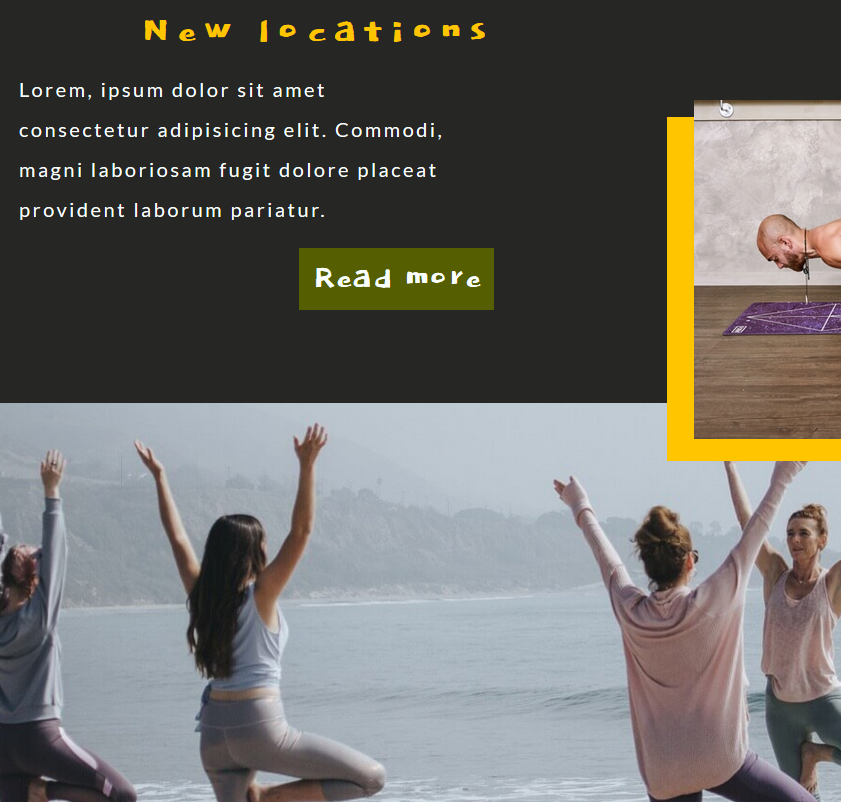 New locations
Lorem, ipsum dolor sit amet
consectetur adipisicing elit. Commodi,
magni laboriosam fugit dolore placeat
provident laborum pariatur.
Read more